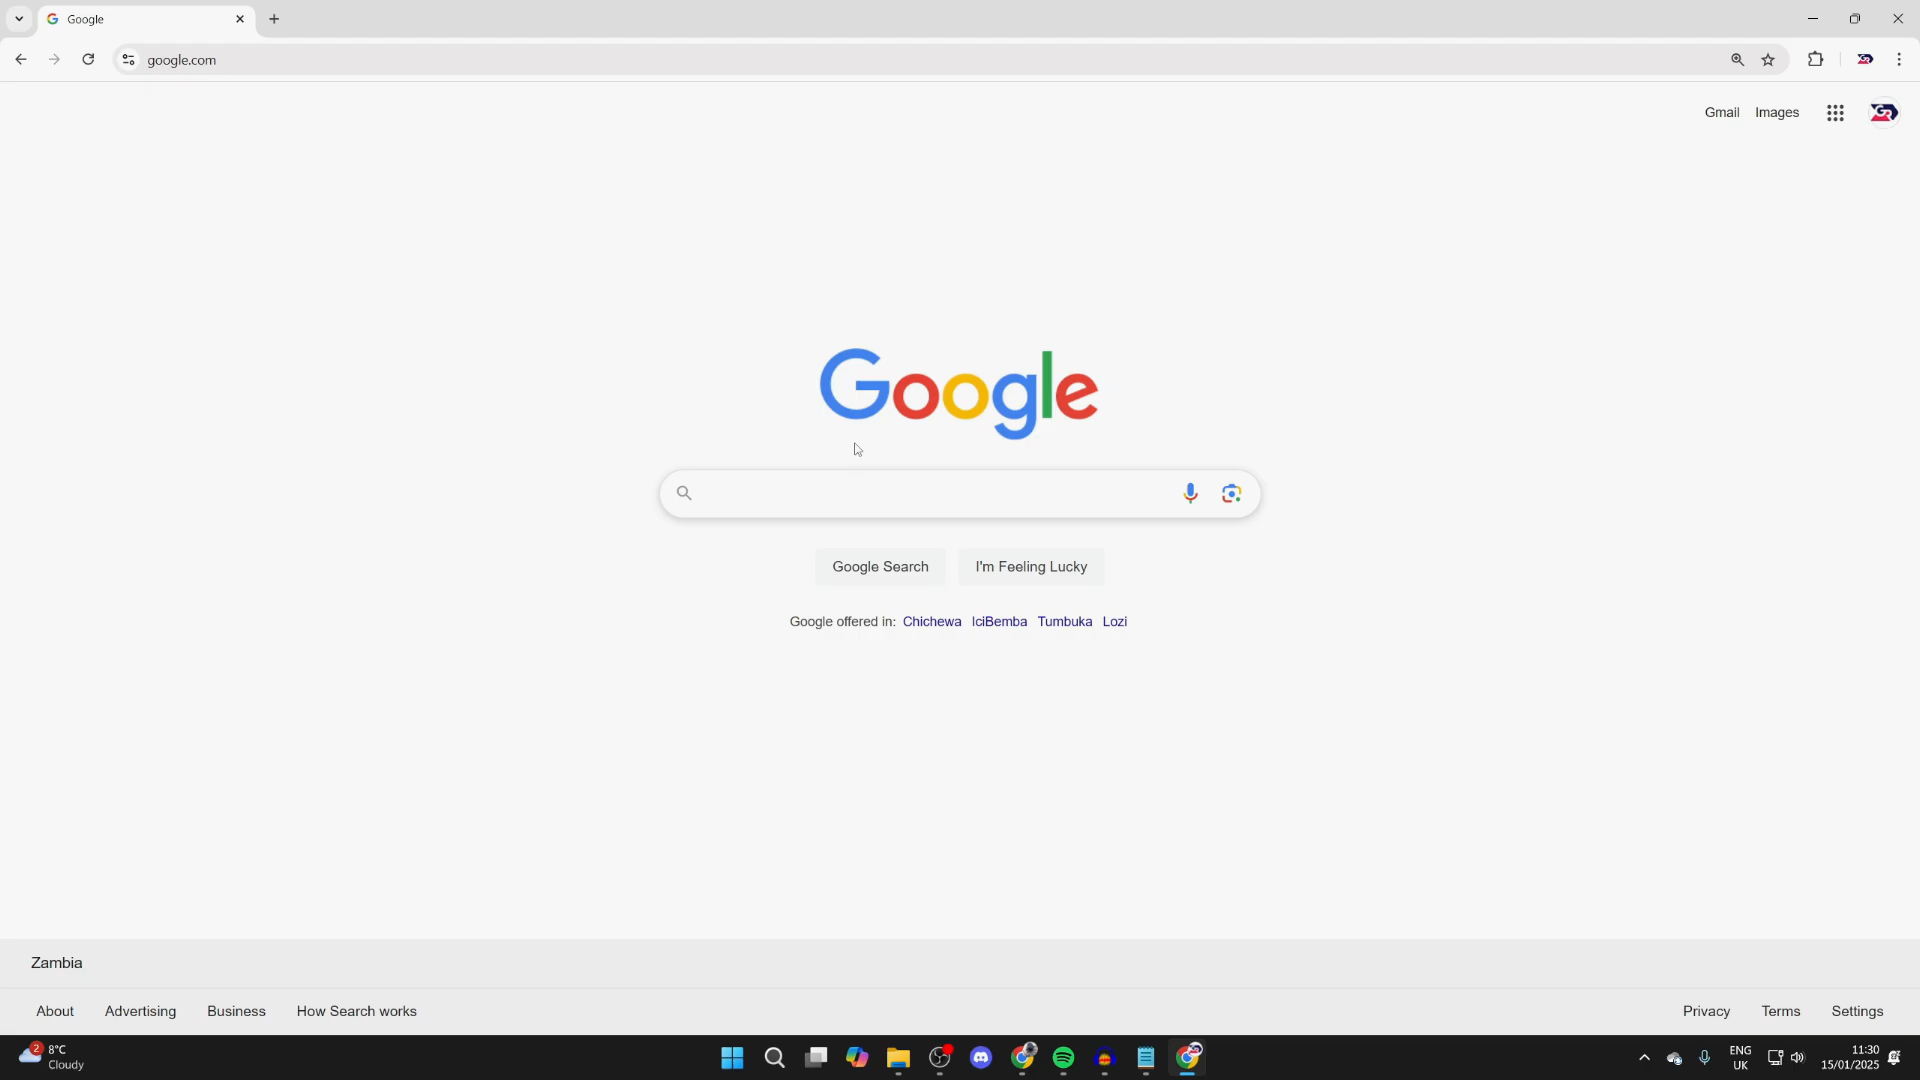 Google
google.com
Gmail Images
Google
Google Search I'm Feeling Lucky
Google offered in: Chichewa IciBemba Tumbuka Lozi
Zambia
About Advertising Business How Search works Privacy Terms Settings
2 8°C
Cloudy
ENG
UK
11:30
15/01/2025